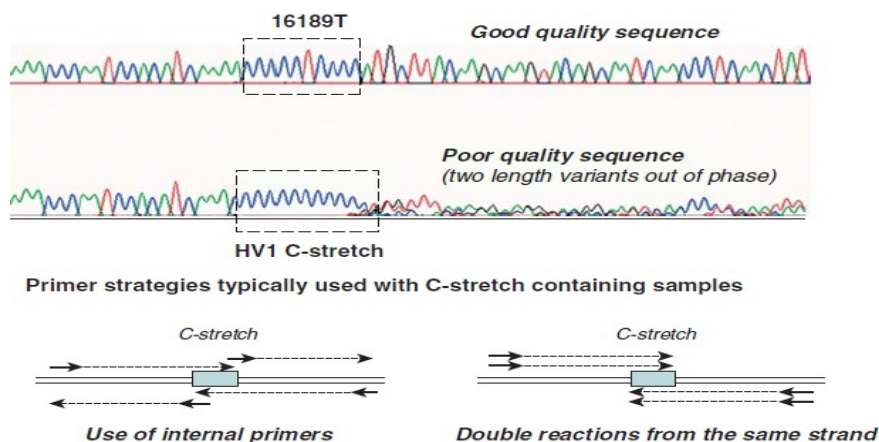 16189T
Good quality sequence
Poor quality sequence
(two length variants out of phase)
HV1 C-stretch
Primer strategies typically used with C-stretch containing samples
C-stretch
C-stretch
Use of internal primers
Double reactions from the same strand